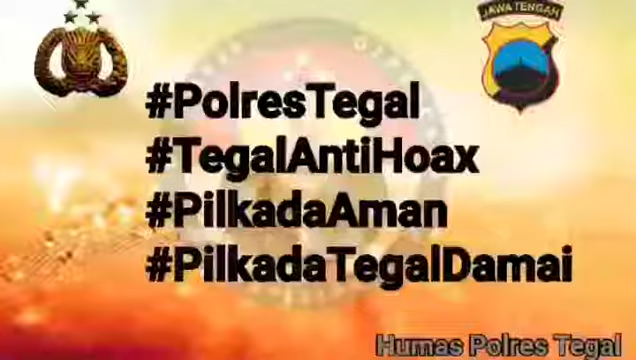 JAWA TENGAH
#PolresTegal
#TegalAntiHoax
#PilkadaAman
#PilkadaTegalDamai
Humas Polres Tegal